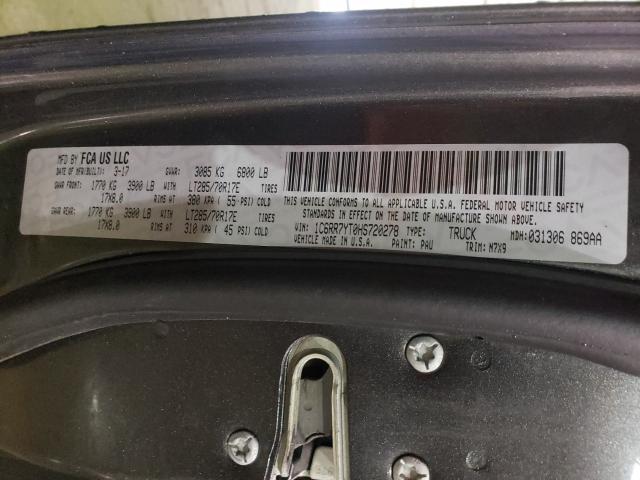 MFD BY FCA US LLC
DATE OF MFR/BUILT: 3-17 GVWR: 3085 KG 6800 LB
GAWR FRONT: 1770 KG 3900 LB WITH LT285/70R17E TIRES
17X8.0 RIMS AT 380 KPA ( 55 PSI) COLD
GAWR REAR: 1770 KG 3900 LB WITH LT285/70R17E TIRES
17X8.0 RIMS AT 310 KPA ( 45 PSI) COLD
THIS VEHICLE CONFORMS TO ALL APPLICABLE U.S.A. FEDERAL MOTOR VEHICLE SAFETY
STANDARDS IN EFFECT ON THE DATE OF MANUFACTURE SHOWN ABOVE.
VIN: 1C6RR7YT0HS720278 TYPE: TRUCK MDH:031306 869AA
VEHICLE MADE IN U.S.A. PAINT: PAU TRIM: M7X9